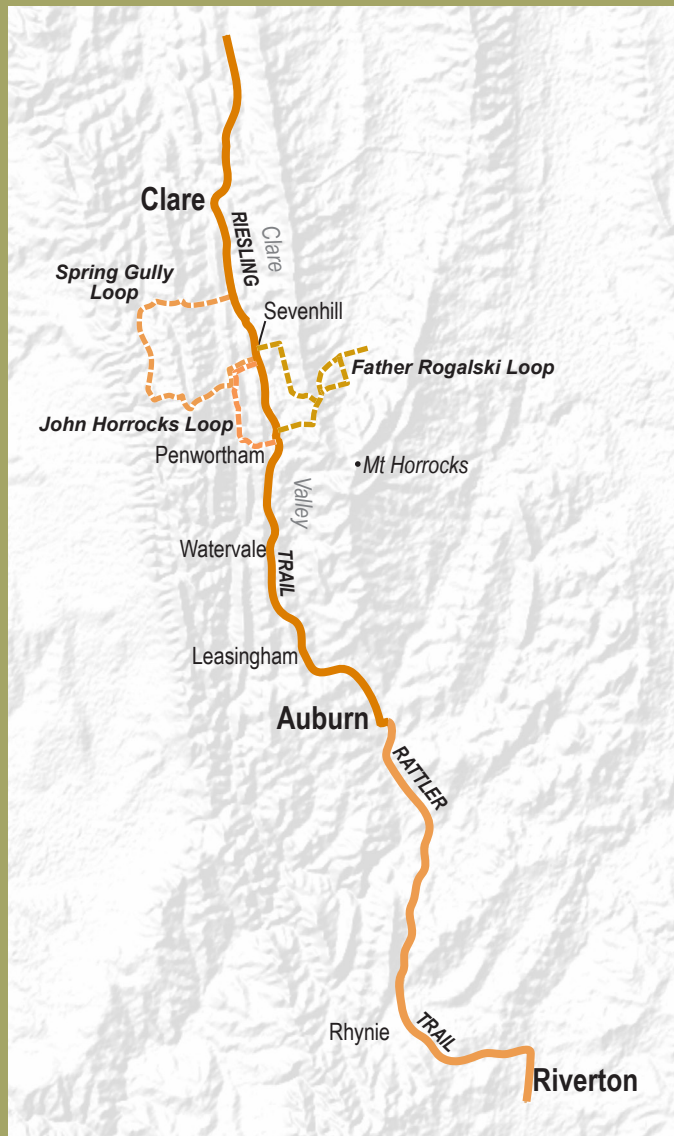 Clare
RIESLING
Clare
Spring Gully
Loop
Sevenhill
Father Rogalski Loop
John Horrocks Loop
Penwortham
Mt Horrocks
Valley
Watervale
TRAIL
Leasingham
Auburn
RATTLER
Rhynie
TRAIL
Riverton